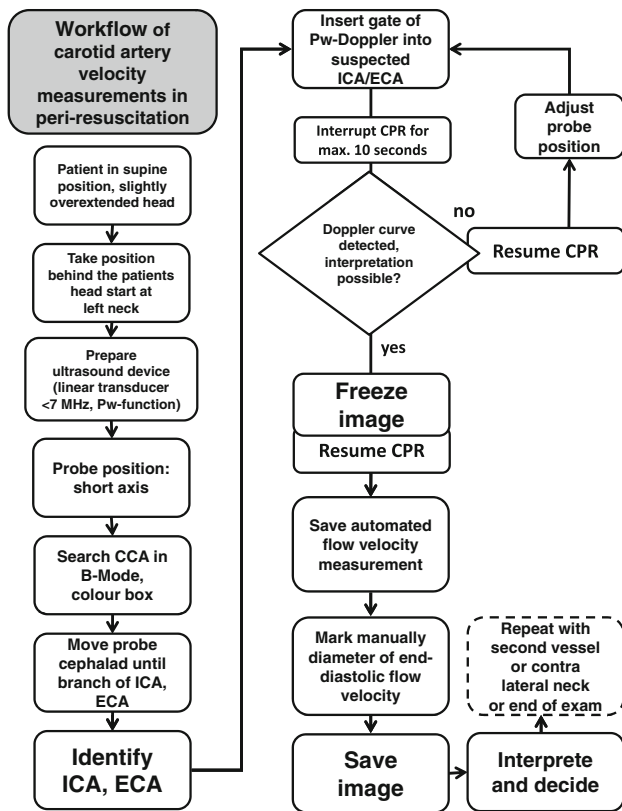 Workflow of
carotid artery
velocity
measurements in
peri-resuscitation
Patient in supine
position, slightly
overextended head
Take position
behind the patients
head start at
left neck
Prepare
ultrasound device
(linear transducer
<7 MHz, Pw-function)
Probe position:
short axis
Search CCA in
B-Mode,
colour box
Move probe
cephalad until
branch of ICA,
ECA
Identify
ICA, ECA
Insert gate of
Pw-Doppler into
suspected
ICA/ECA
Interrupt CPR for
max. 10 seconds
Doppler curve
detected,
interpretation
possible?
no
Resume CPR
Adjust
probe
position
yes
Freeze
image
Resume CPR
Save automated
flow velocity
measurement
Mark manually
diameter of end-
diastolic flow
velocity
Save
image
Interprete
and decide
Repeat with
second vessel
or contra
lateral neck
or end of exam